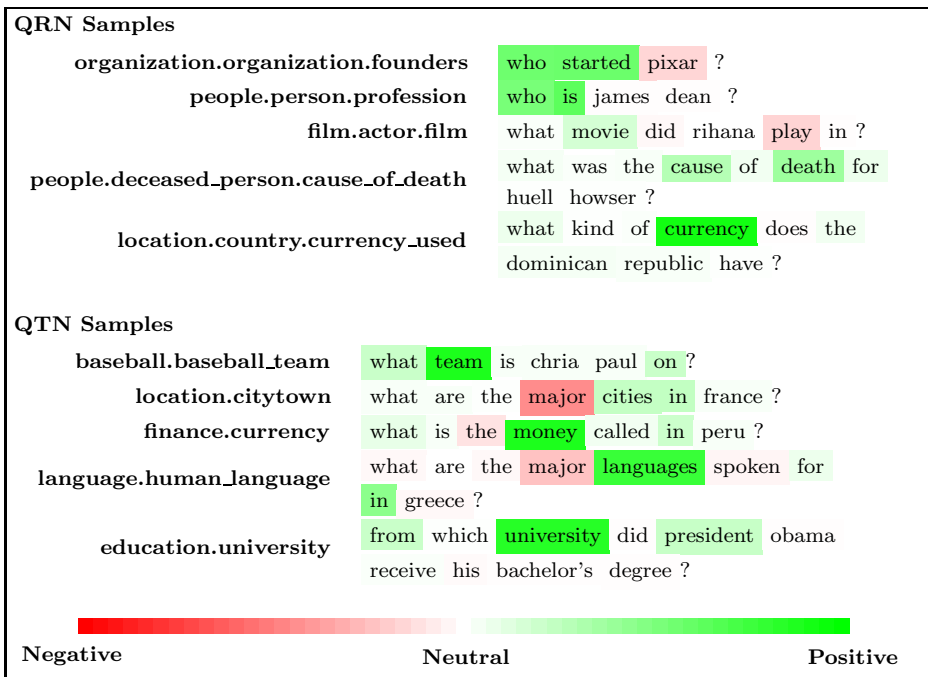 QRN Samples
organization.organization.founders who started pixar ?
people.person.profession who is james dean ?
film.actor.film what movie did rihana play in ?
people.deceased_person.cause_of_death what was the cause of death for
huell howser ?
location.country.currency_used what kind of currency does the
dominican republic have ?
QTN Samples
baseball.baseball_team what team is chria paul on ?
location.citytown what are the major cities in france ?
finance.currency what is the money called in peru ?
language.human_language what are the major languages spoken for
in greece ?
education.university from which university did president obama
receive his bachelor's degree ?
Negative Neutral Positive